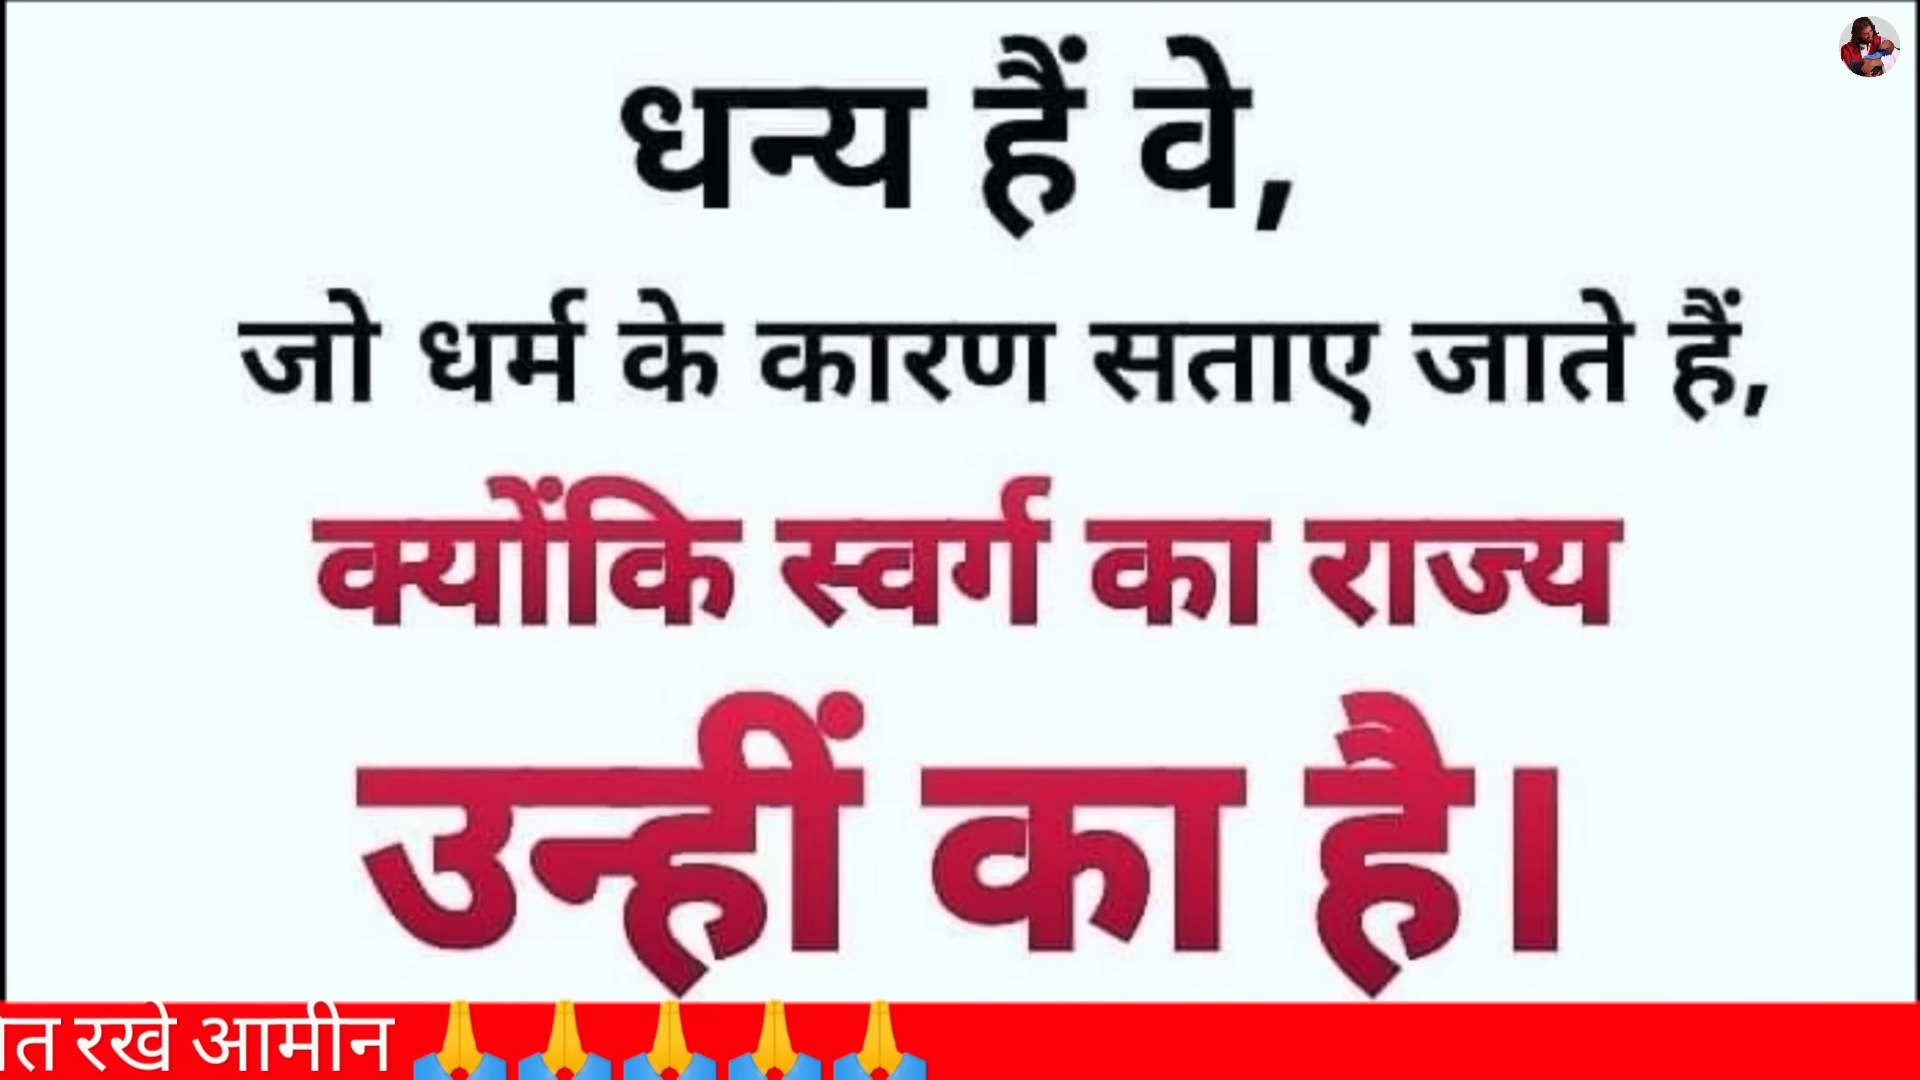 धन्य हैं वे,
जो धर्म के कारण सताए जाते हैं,
क्योंकि स्वर्ग का राज्य
उन्हीं का है।
रखे आमीन 🙏🙏🙏🙏🙏